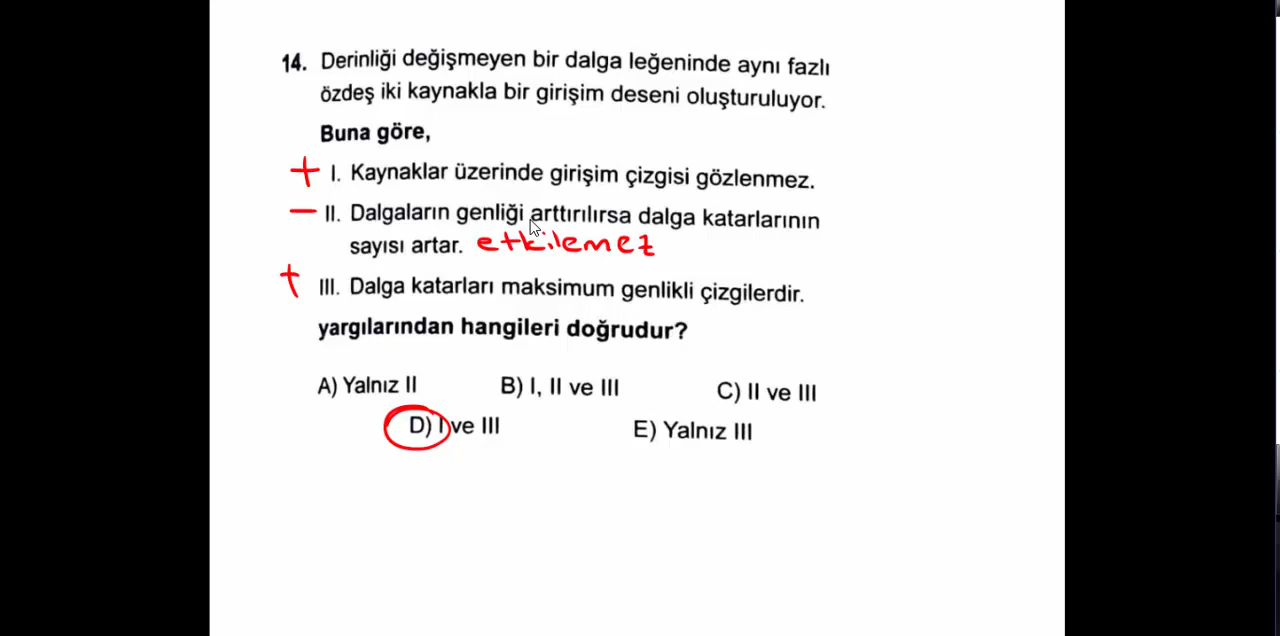 14. Derinliği değişmeyen bir dalga leğeninde aynı fazlı
özdeş iki kaynakla bir girişim deseni oluşturuluyor.
Buna göre,
+ I. Kaynaklar üzerinde girişim çizgisi gözlenmez.
- II. Dalgaların genliği arttırılırsa dalga katarlarının
sayısı artar. etkilemez
+ III. Dalga katarları maksimum genlikli çizgilerdir.
yargılarından hangileri doğrudur?
A) Yalnız II B) I, II ve III C) II ve III
D) I ve III E) Yalnız III